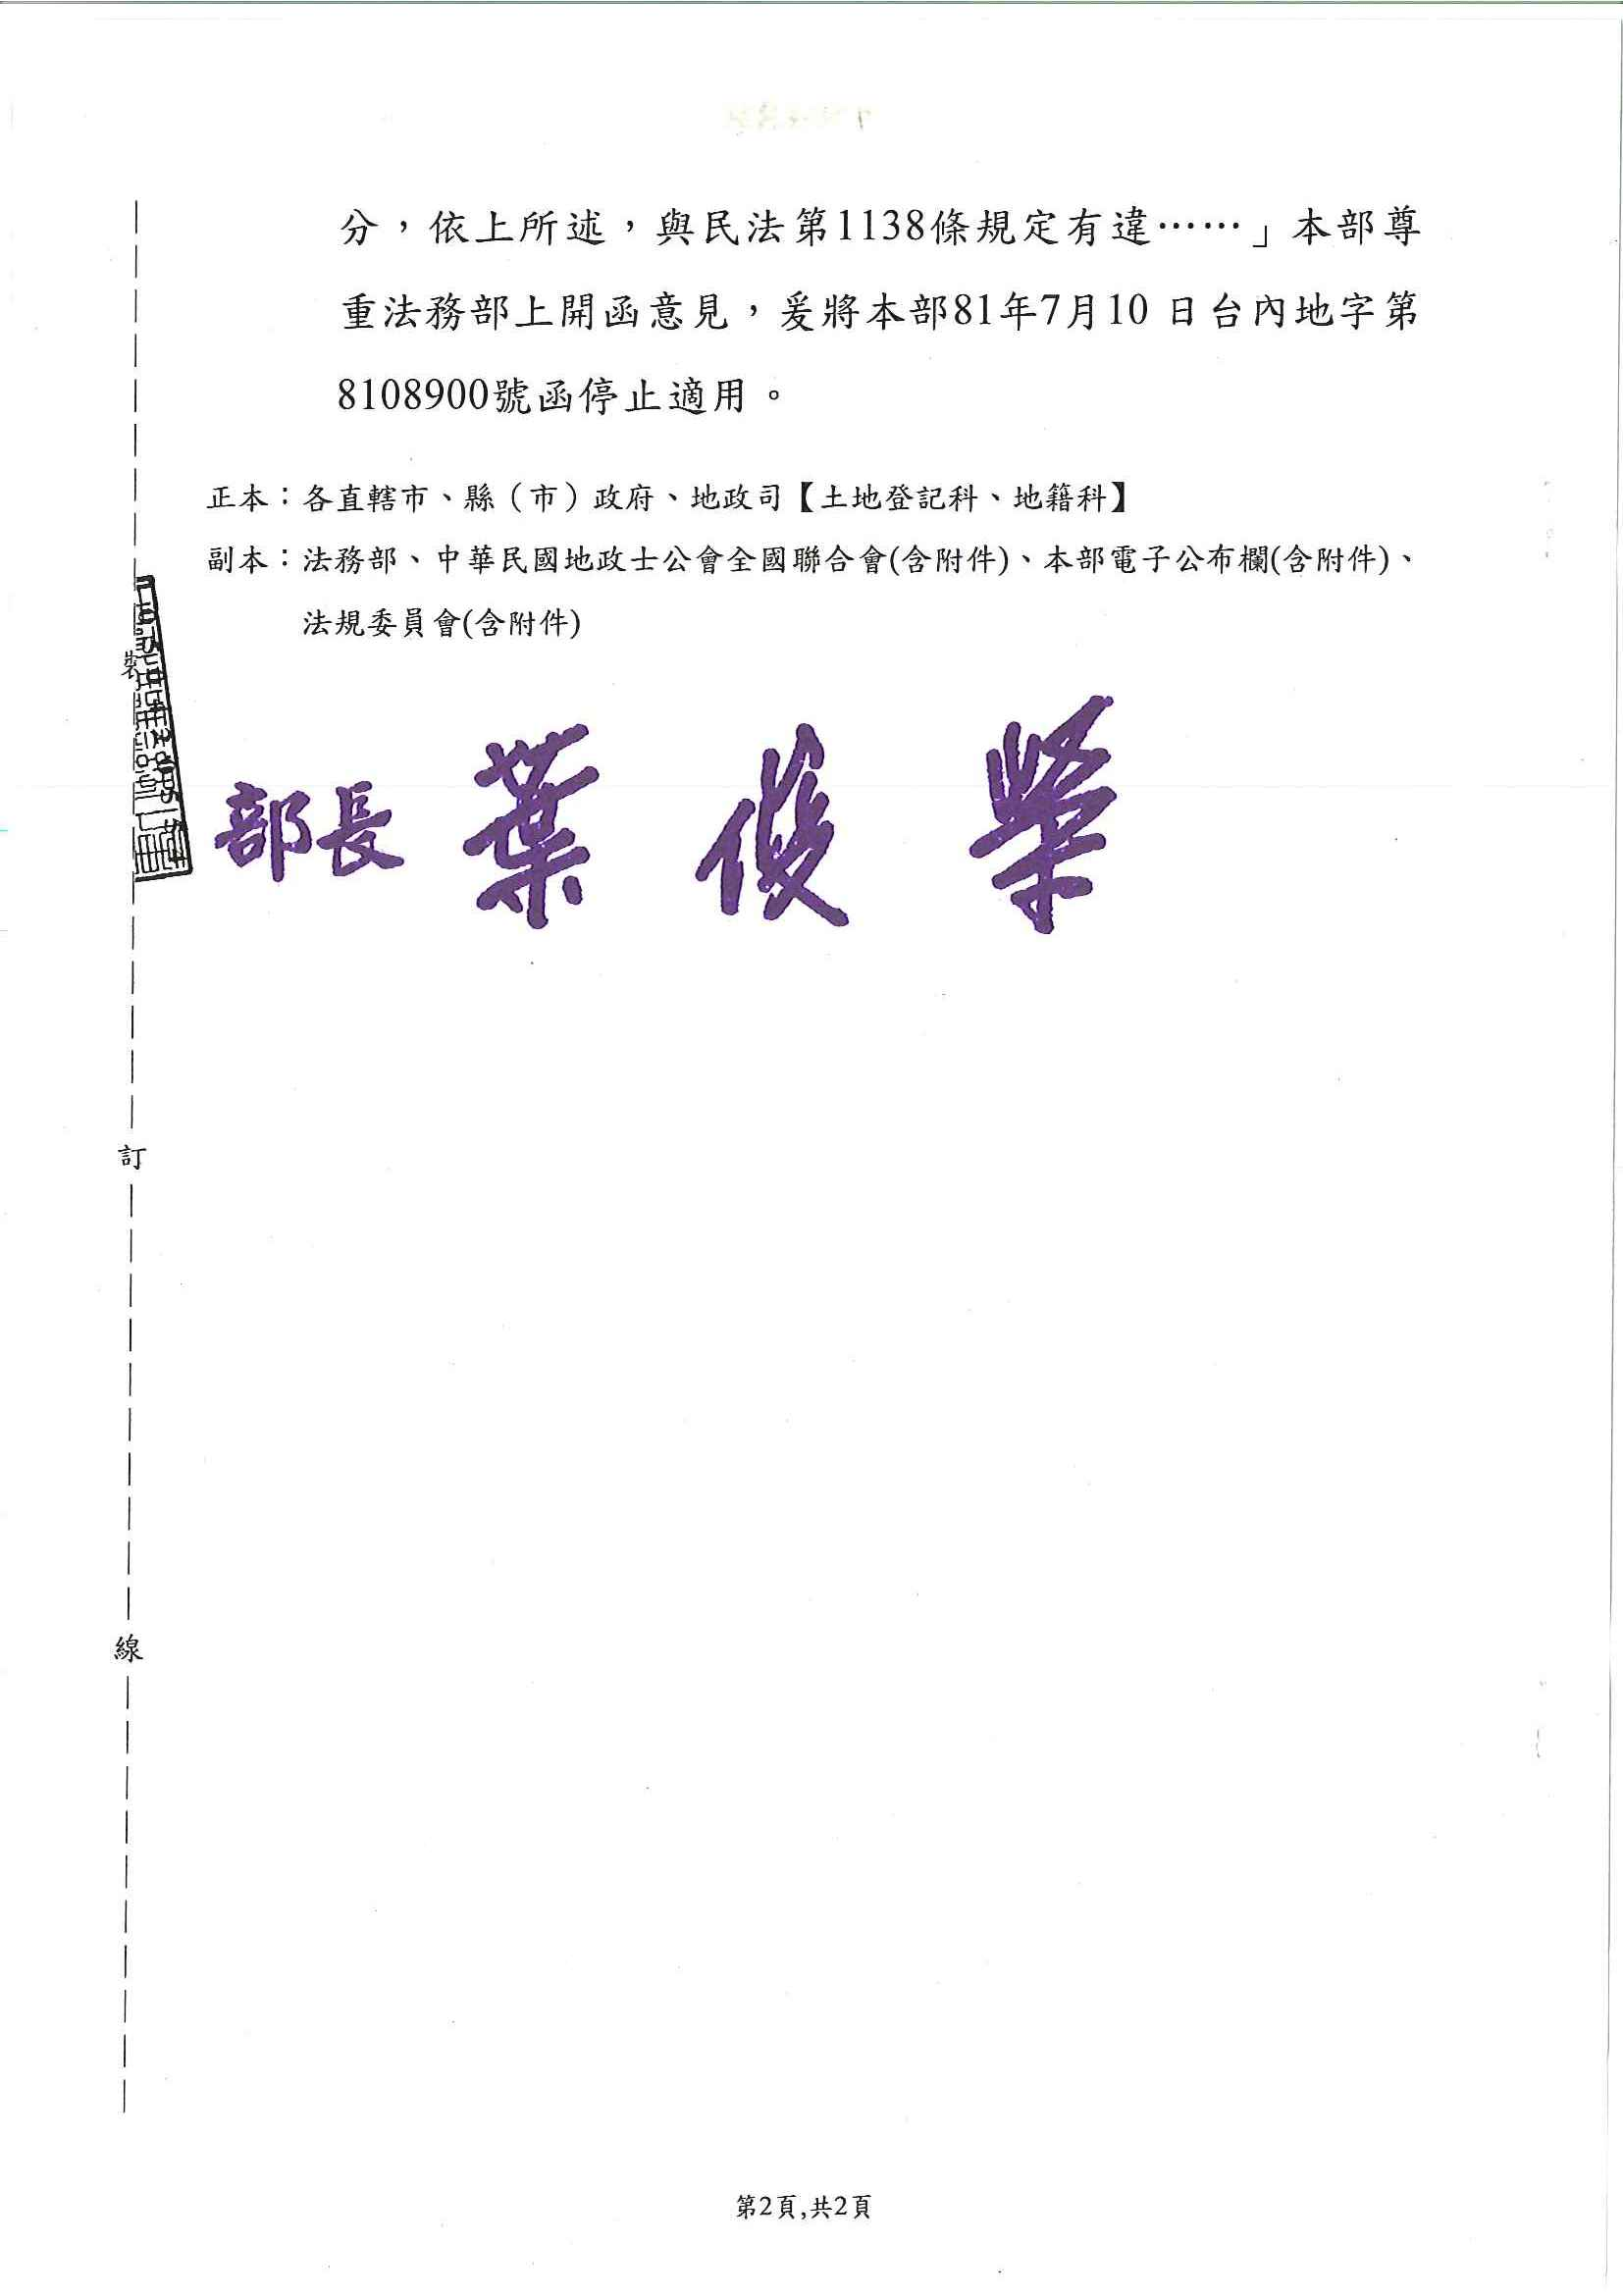 分，依上所述，與民法第1138條規定有違⋯⋯」本部尊
重法務部上開函意見，爰將本部81年7月10 日台內地字第
8108900號函停止適用。
正本：各直轄市、縣（市）政府、地政司【土地登記科、地籍科】
副本：法務部、中華民國地政士公會全國聯合會(含附件)、本部電子公布欄(含附件)、
法規委員會(含附件)
裝
部長 葉俊榮
訂
線
第2頁,共2頁